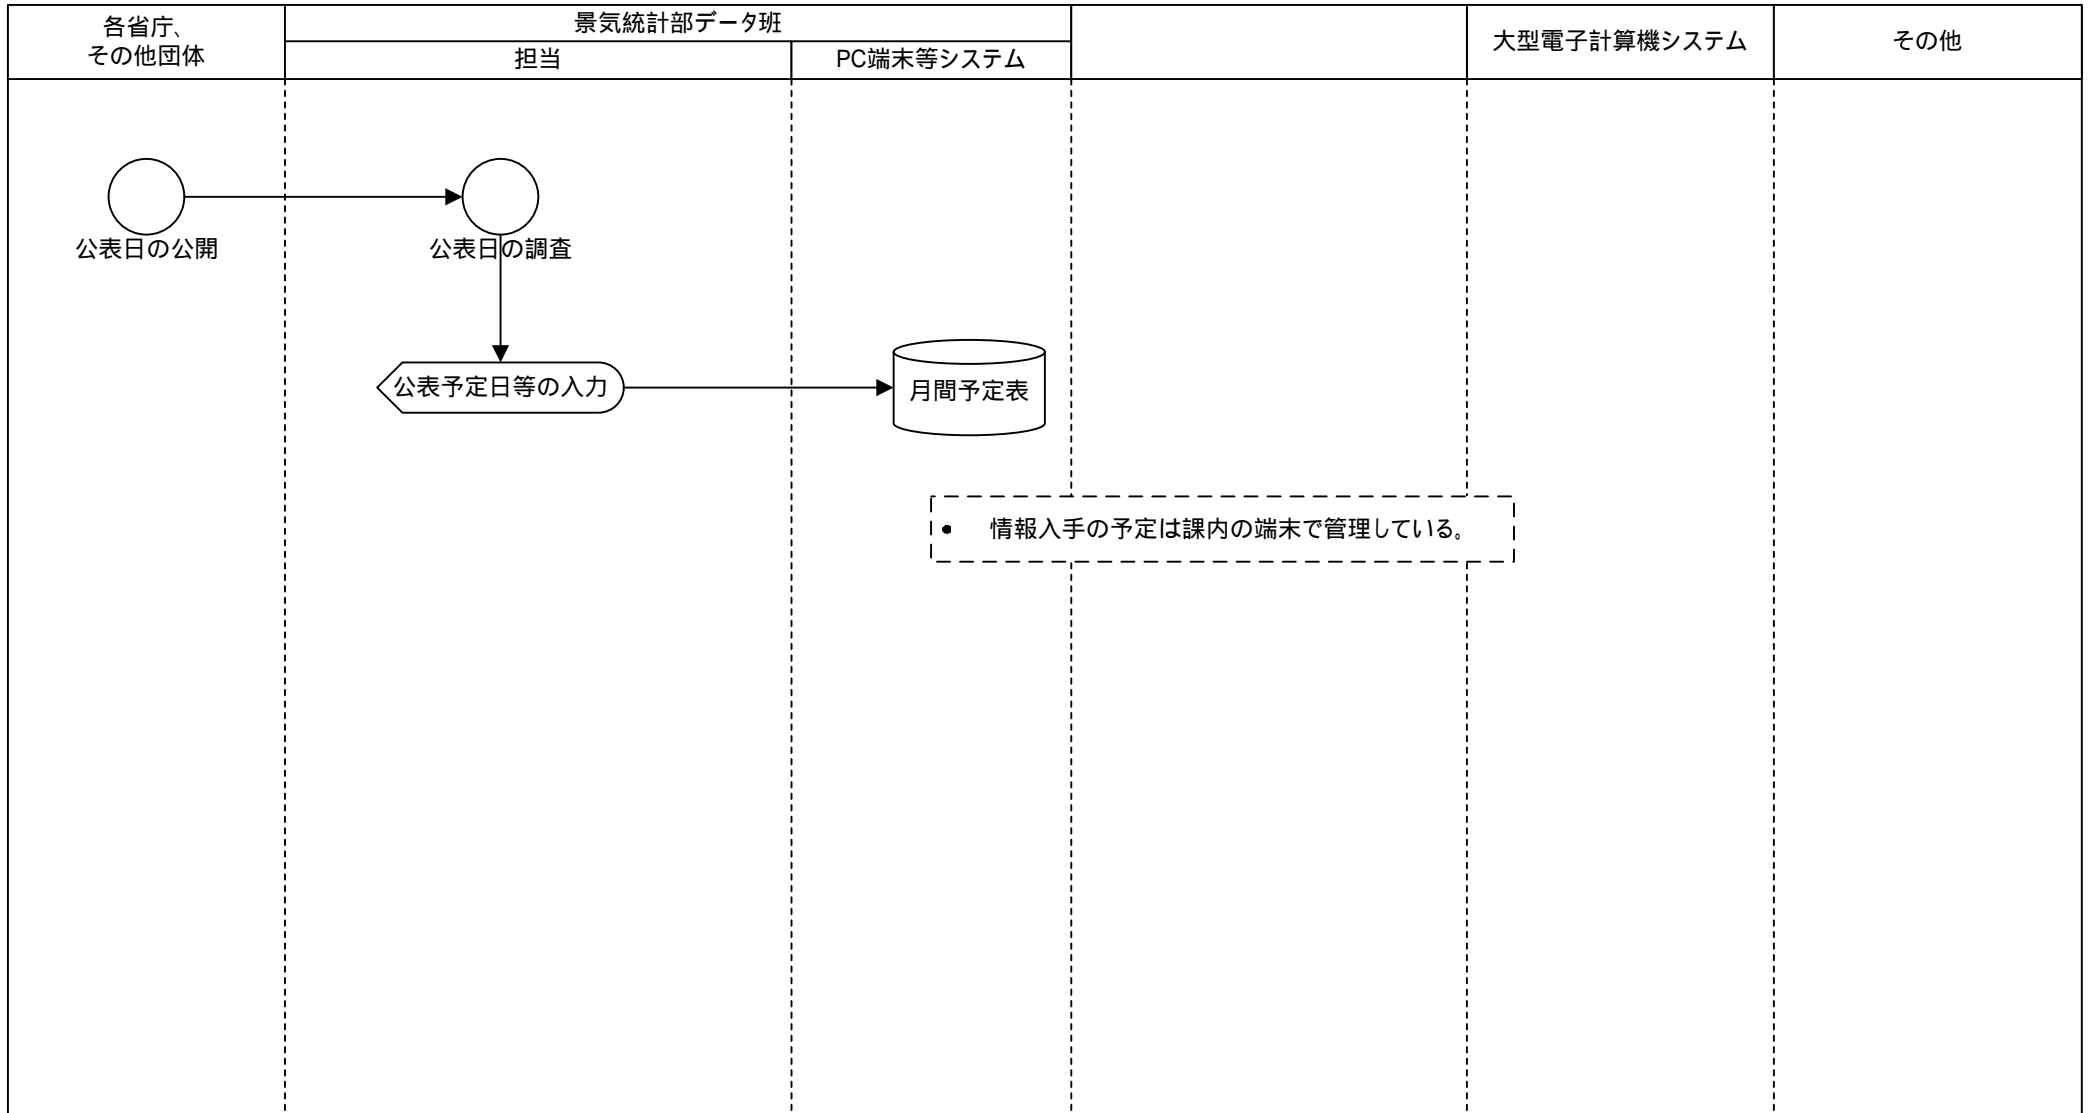 各省庁、
その他団体
景気統計部データ班
担当
PC端末等システム
大型電子計算機システム
その他
公表日の公開
公表日の調査
公表予定日等の入力
月間予定表
• 情報入手の予定は課内の端末で管理している。